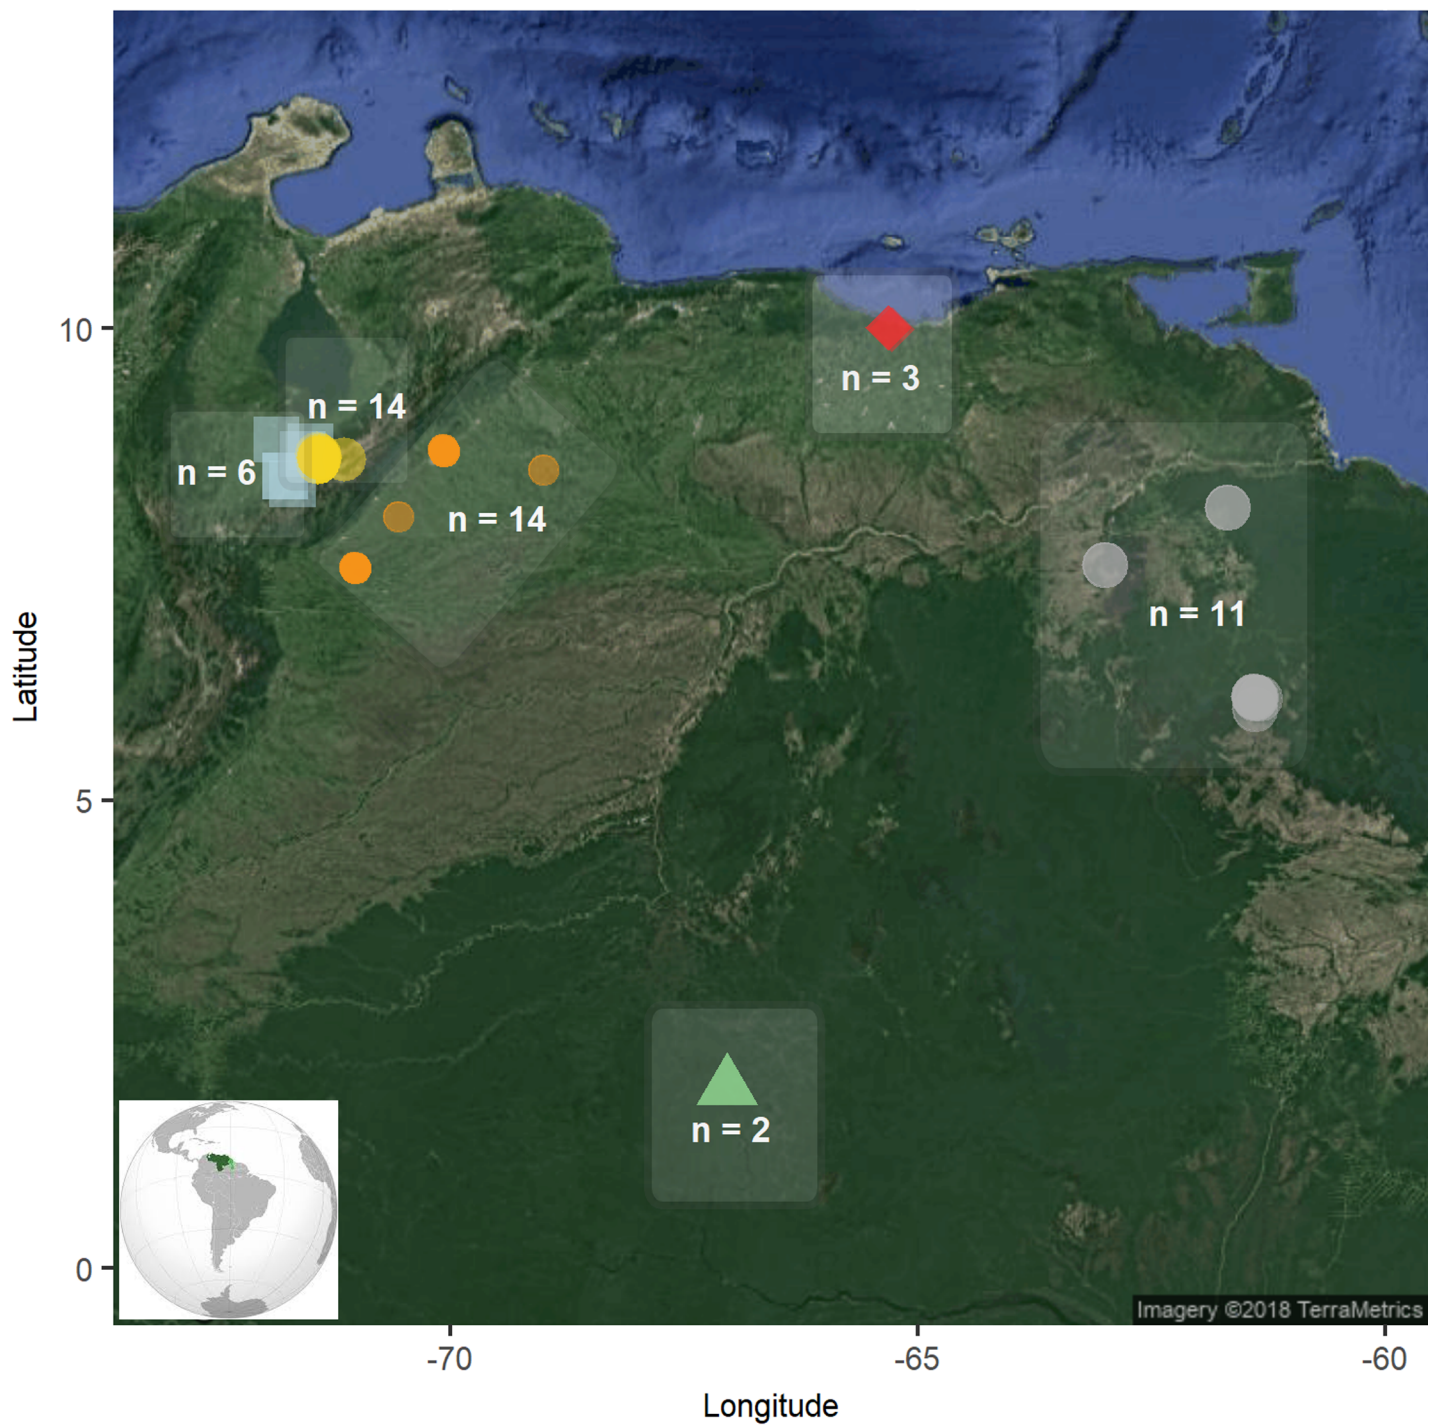 10
n = 3
n = 14
n = 6
n = 14
n = 11
Latitude
5
n = 2
0
Imagery ©2018 TerraMetrics
-70
-65
-60
Longitude